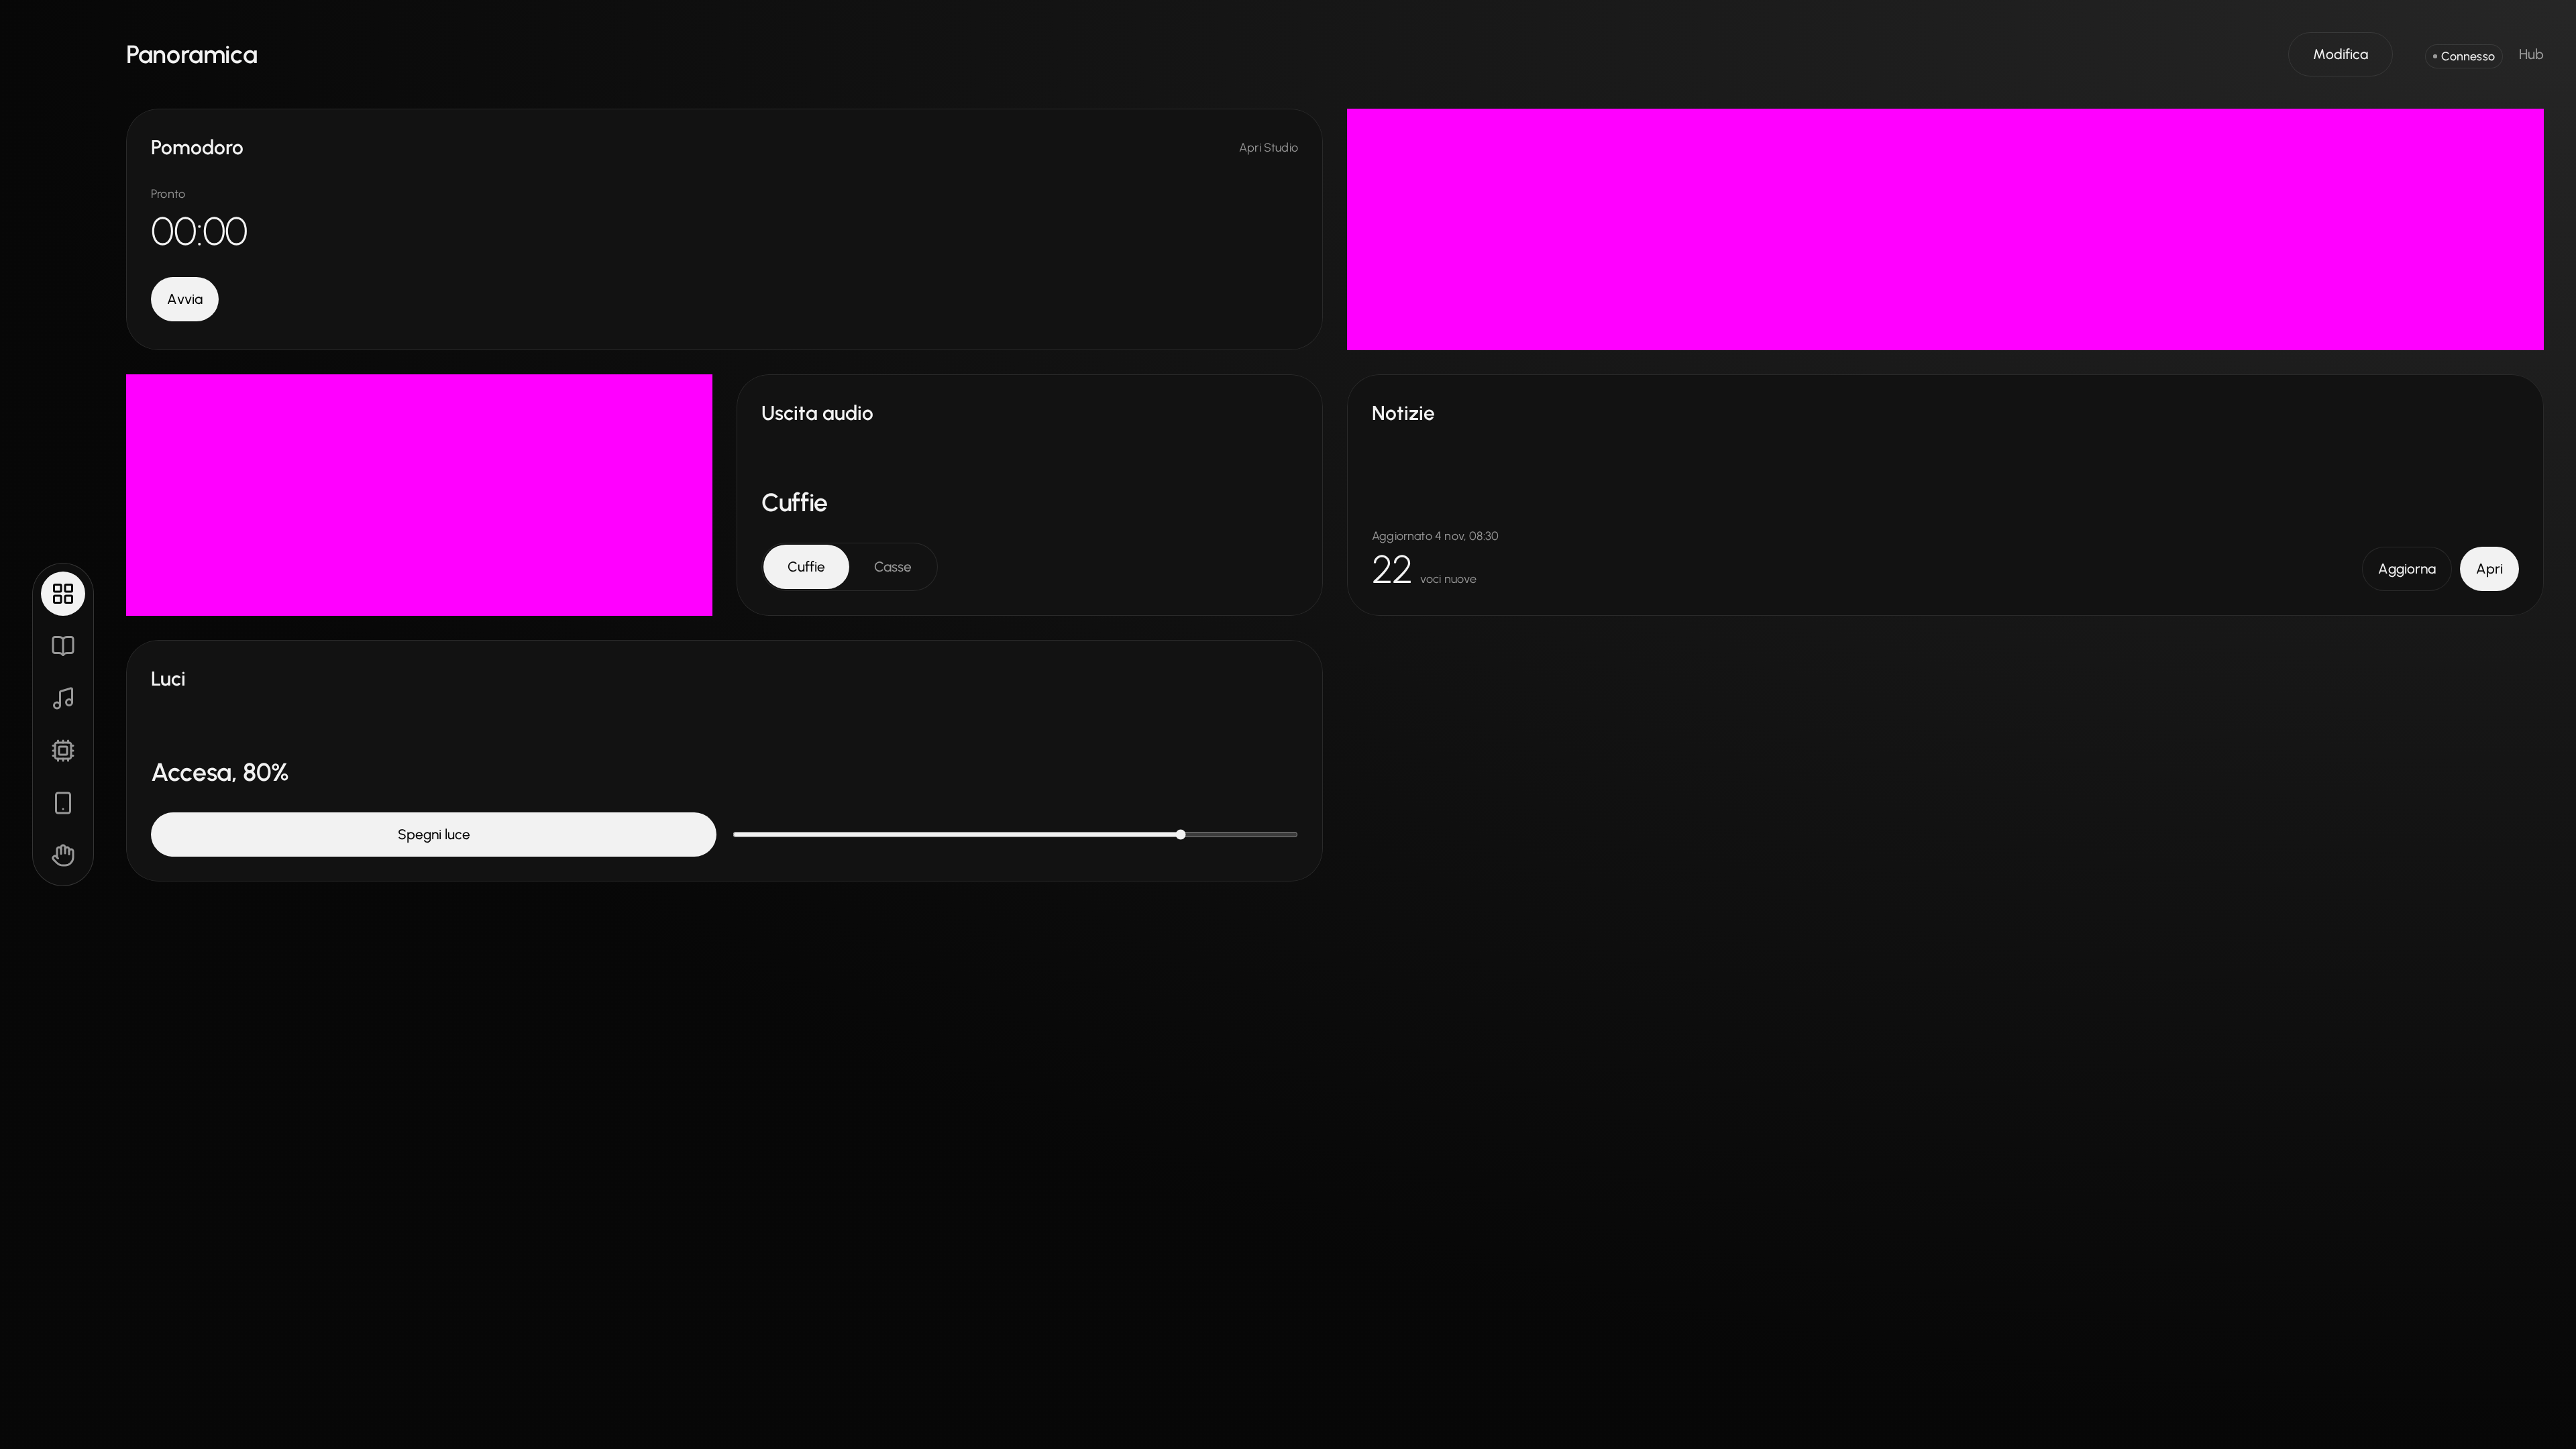 Panoramica
Modifica
Connesso
Hub
Pomodoro
Apri Studio
Pronto
00:00
Avvia
Uscita audio
Cuffie
Cuffie
Casse
Notizie
Aggiornato 4 nov, 08:30
22 voci nuove
Aggiorna
Apri
Luci
Accesa, 80%
Spegni luce